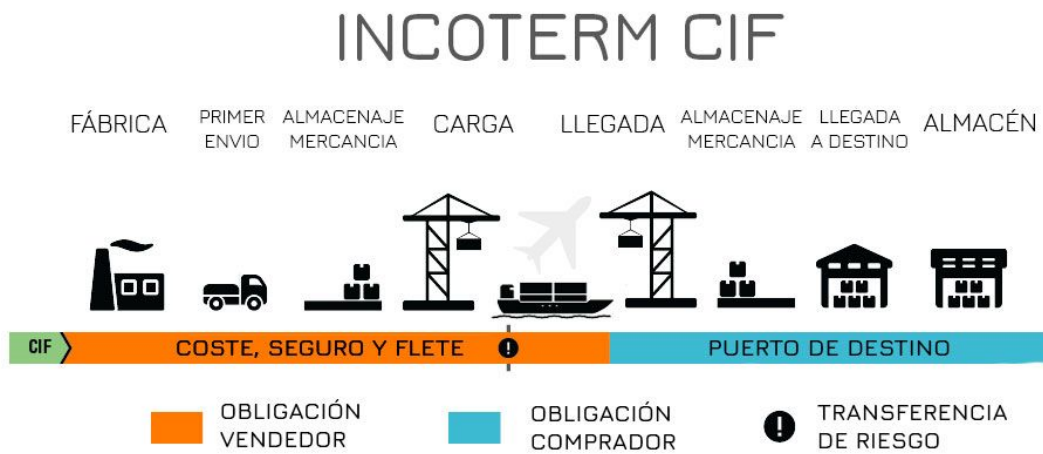 INCOTERM CIF
FÁBRICA
PRIMER
ENVIO
ALMACENAJE
MERCANCIA
CARGA
LLEGADA
ALMACENAJE
MERCANCIA
LLEGADA
A DESTINO
ALMACÉN
CIF
COSTE, SEGURO Y FLETE
PUERTO DE DESTINO
OBLIGACIÓN
VENDEDOR
OBLIGACIÓN
COMPRADOR
TRANSFERENCIA
DE RIESGO